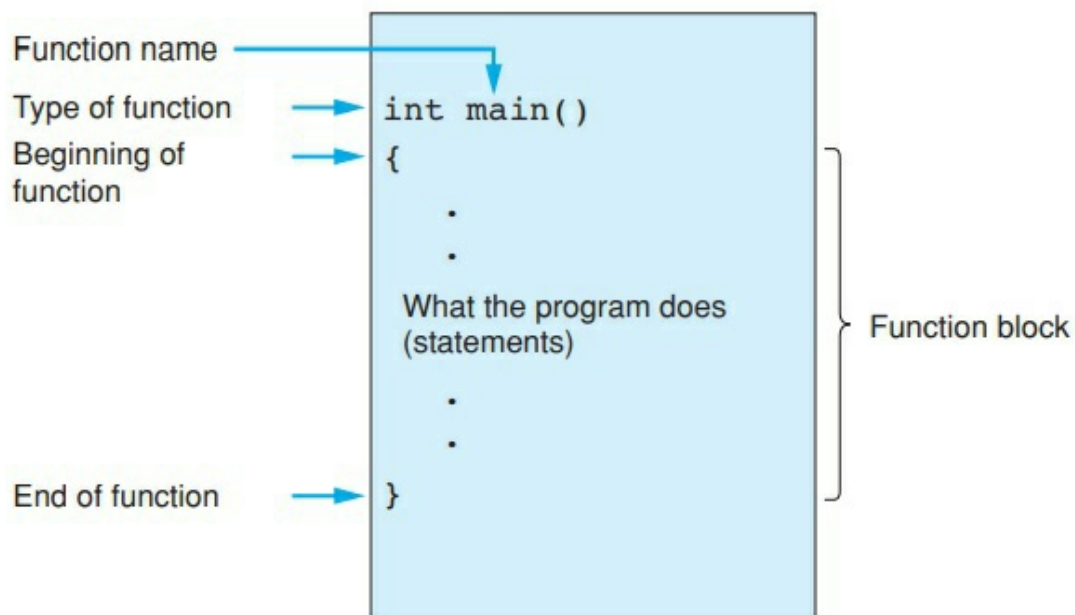 Function name
Type of function
int main()
Beginning of
function
{
.
.
What the program does
(statements)
Function block
.
.
End of function
}